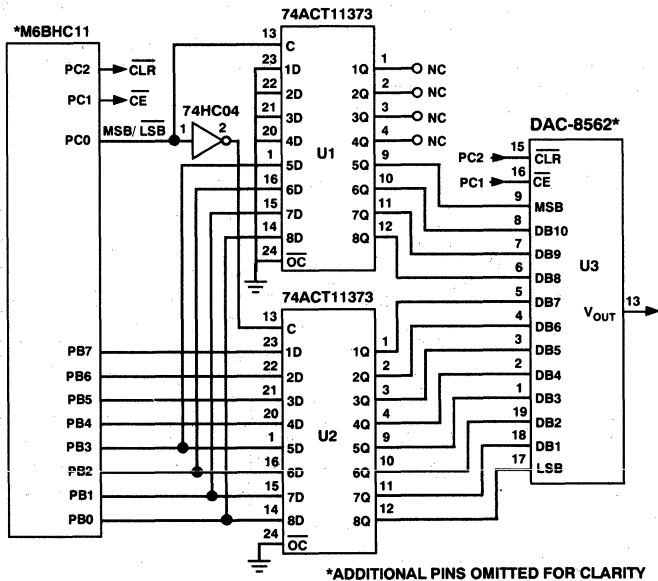 74ACT11373
*M6BHC11
13
C
23
1D
1Q
1
NC
PC2
CLR
22
2D
2Q
2
NC
PC1
CE
74HC04
21
3D
3Q
3
NC
DAC-8562*
PC0
MSB/LSB
1
2
20
4D
4Q
4
NC
U1
1
5D
5Q
9
PC2
15
CLR
16
6D
6Q
10
PC1
16
CE
15
7D
7Q
11
9
MSB
14
8D
8Q
12
8
DB10
24
OC
7
DB9
6
DB8
U3
74ACT11373
5
DB7
13
C
4
DB6
VOUT
13
PB7
23
1D
1Q
1
3
DB5
PB6
22
2D
2Q
2
2
DB4
PB5
21
3D
3Q
3
1
DB3
PB4
20
4D
4Q
4
19
DB2
U2
PB3
1
5D
5Q
9
18
DB1
PB2
16
6D
6Q
10
17
LSB
PB1
15
7D
7Q
11
PB0
14
8D
8Q
12
24
OC
*ADDITIONAL PINS OMITTED FOR CLARITY